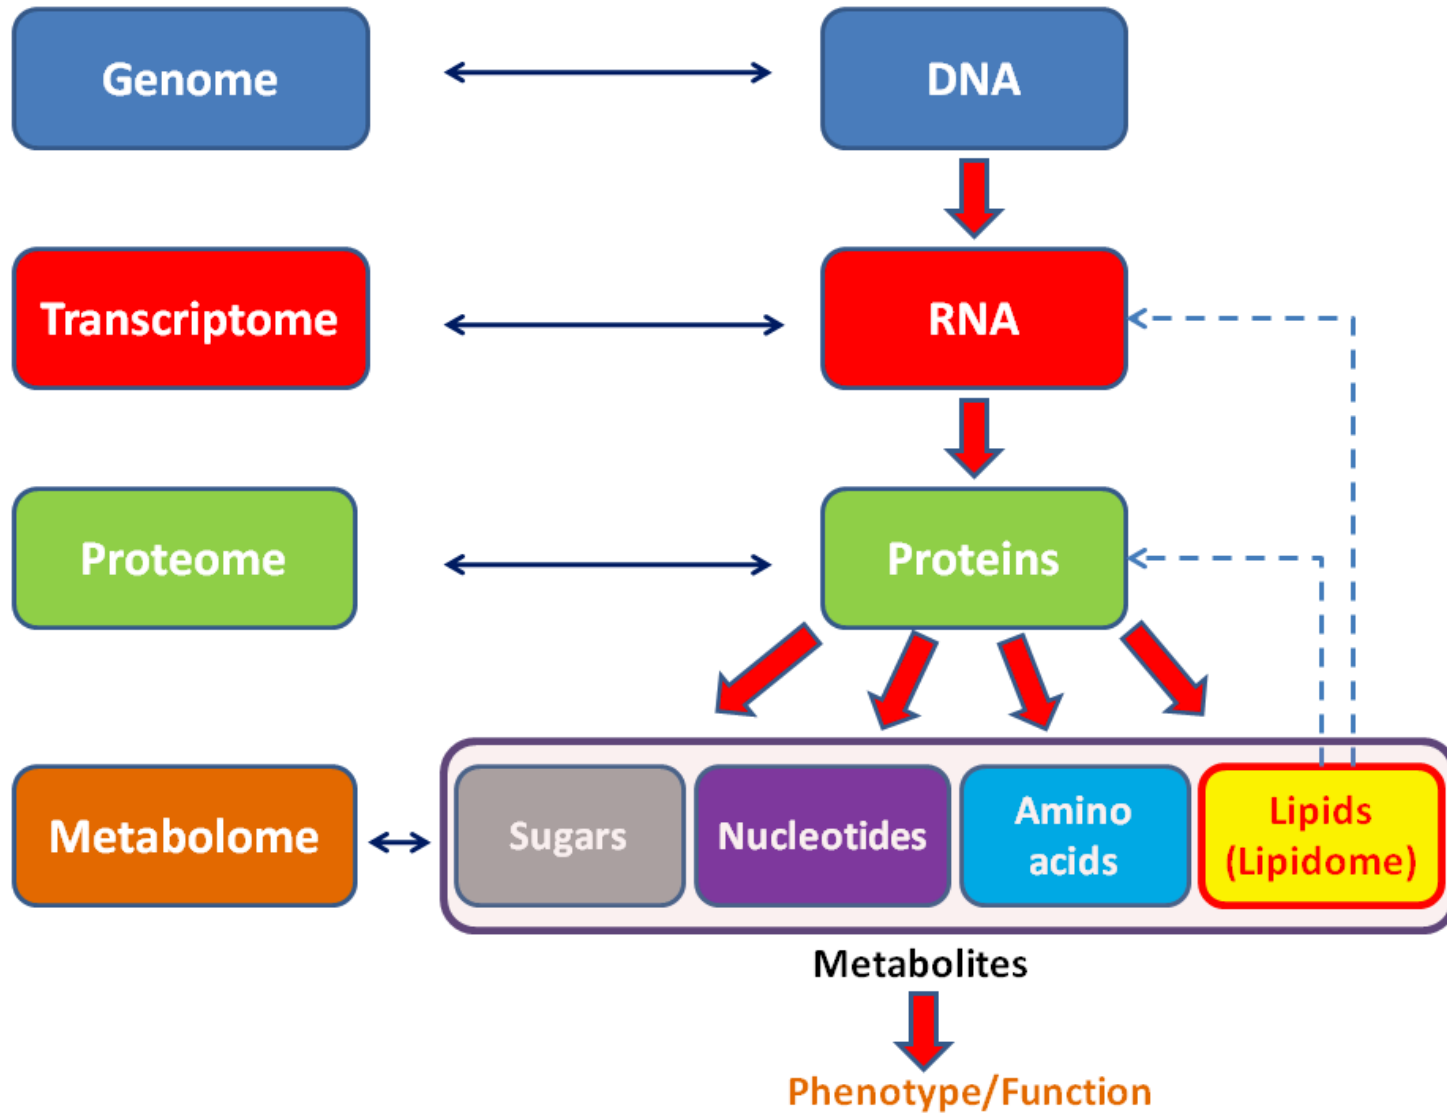 Genome
DNA
Transcriptome
RNA
Proteome
Proteins
Metabolome
Sugars
Nucleotides
Amino
acids
Lipids
(Lipidome)
Metabolites
Phenotype/Function